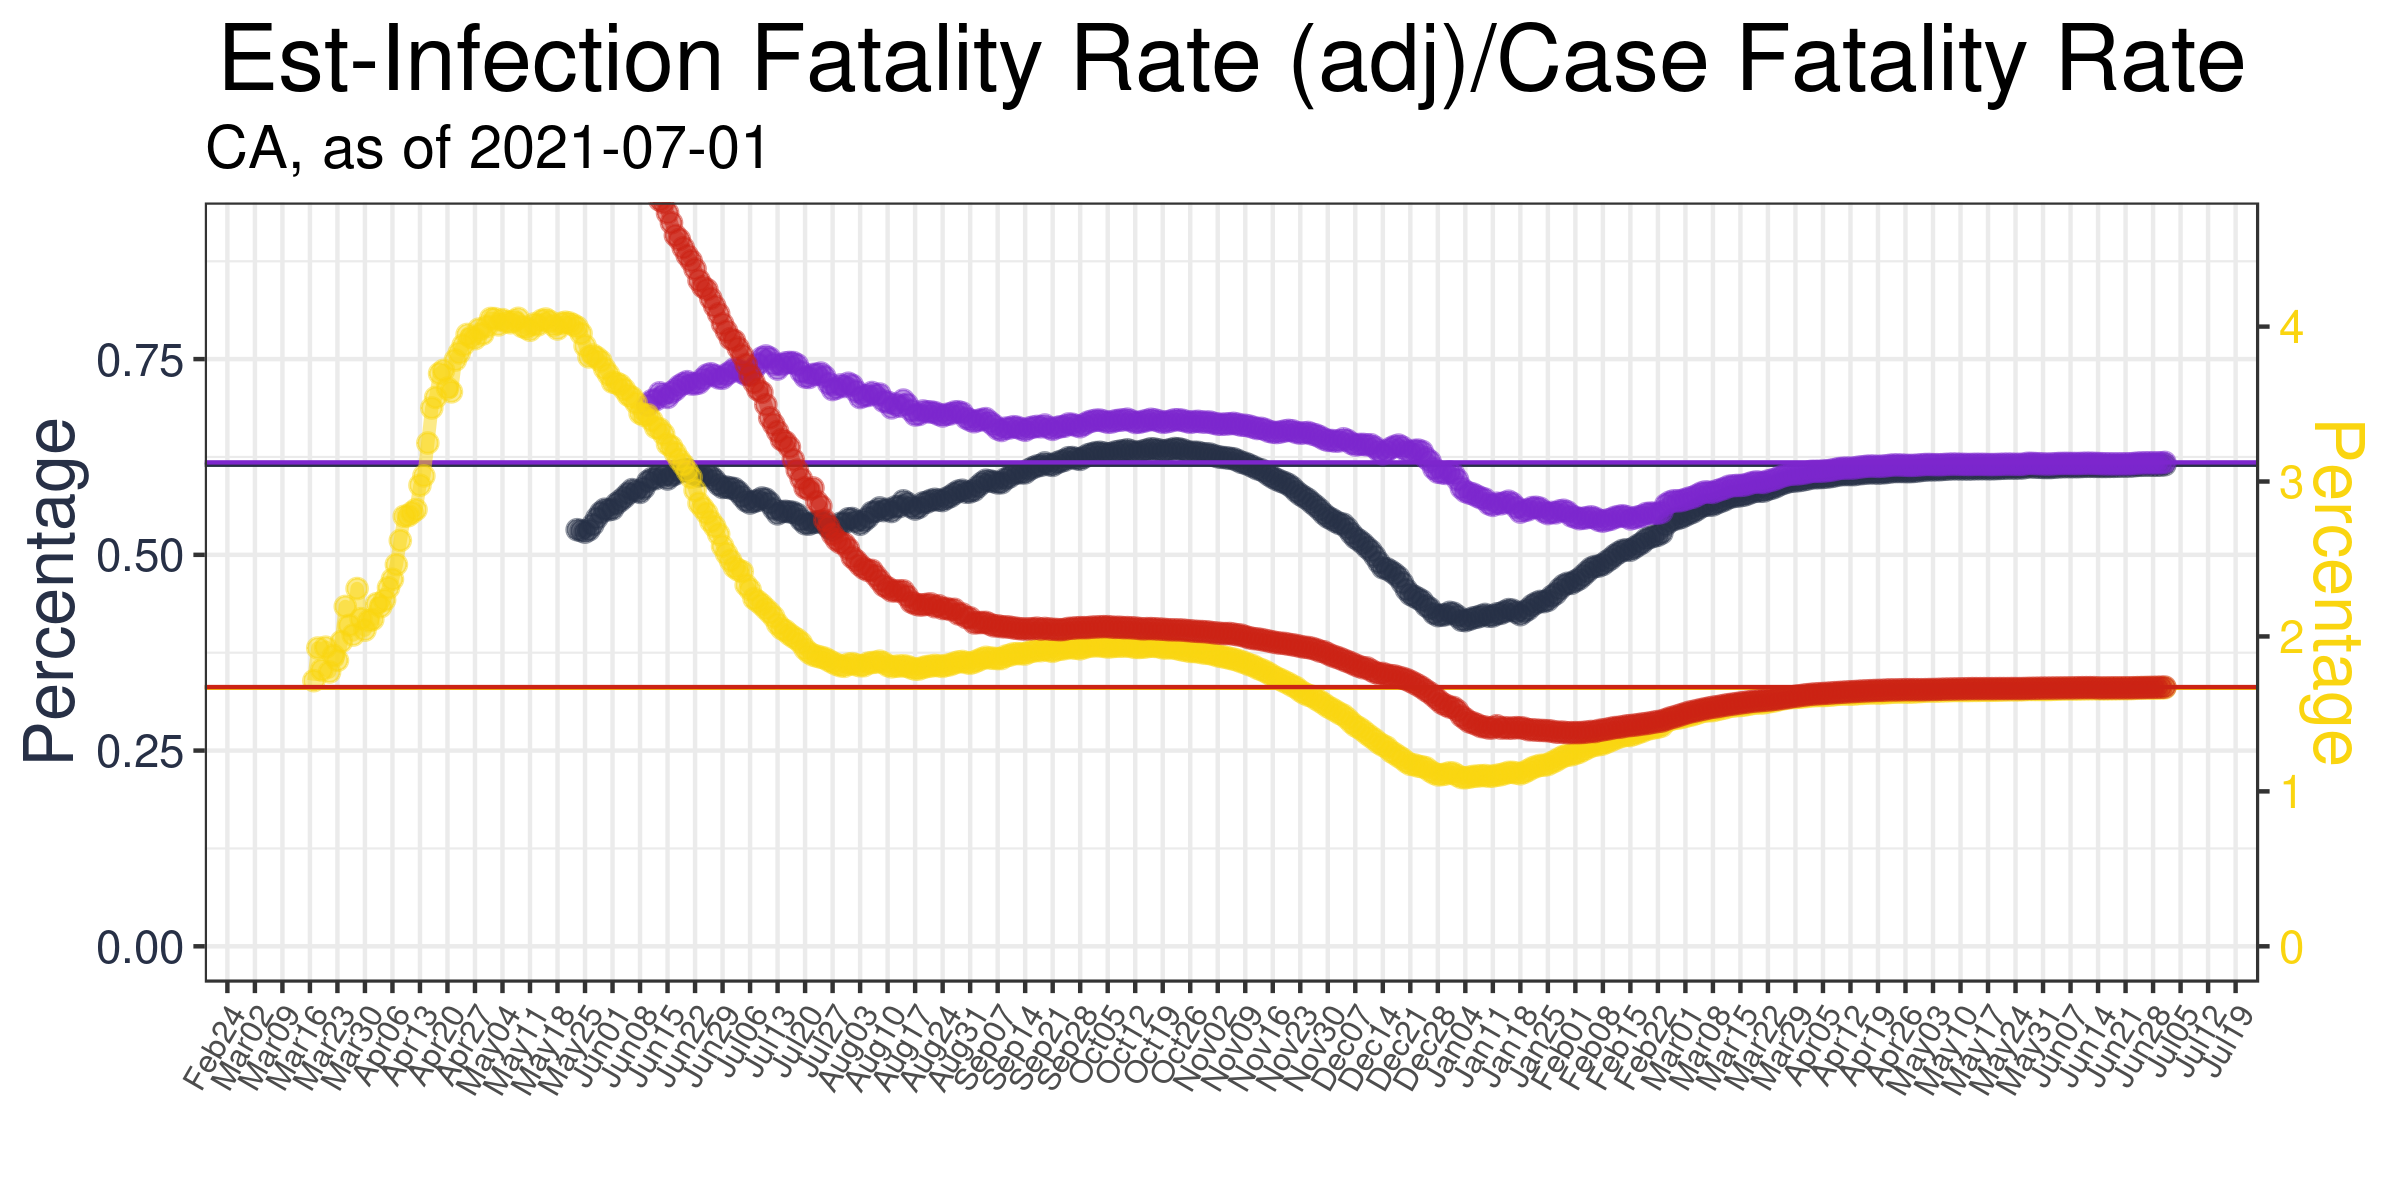 Est-Infection Fatality Rate (adj)/Case Fatality Rate
CA, as of 2021-07-01
Percentage
0.75
0.50
0.25
0.00
4
3
2
1
0
Percentage
Feb24
Mar02
Mar09
Mar16
Mar23
Mar30
Apr06
Apr13
Apr20
Apr27
May04
May11
May18
May25
Jun01
Jun08
Jun15
Jun22
Jun29
Jul06
Jul13
Jul20
Jul27
Aug03
Aug10
Aug17
Aug24
Aug31
Sep07
Sep14
Sep21
Sep28
Oct05
Oct12
Oct19
Oct26
Nov02
Nov09
Nov16
Nov23
Nov30
Dec07
Dec14
Dec21
Dec28
Jan04
Jan11
Jan18
Jan25
Feb01
Feb08
Feb15
Feb22
Mar01
Mar08
Mar15
Mar22
Mar29
Apr05
Apr12
Apr19
Apr26
May03
May10
May17
May24
May31
Jun07
Jun14
Jun21
Jun28
Jul05
Jul12
Jul19